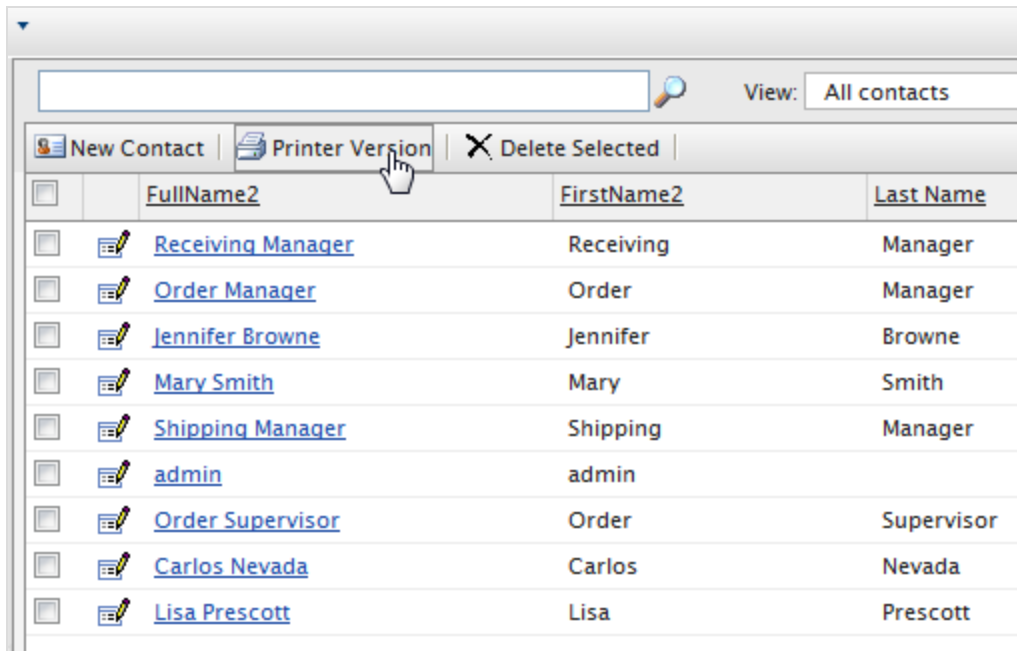 View: All contacts
New Contact Printer Version Delete Selected
FullName2 FirstName2 Last Name
Receiving Manager Receiving Manager
Order Manager Order Manager
Jennifer Browne Jennifer Browne
Mary Smith Mary Smith
Shipping Manager Shipping Manager
admin admin
Order Supervisor Order Supervisor
Carlos Nevada Carlos Nevada
Lisa Prescott Lisa Prescott